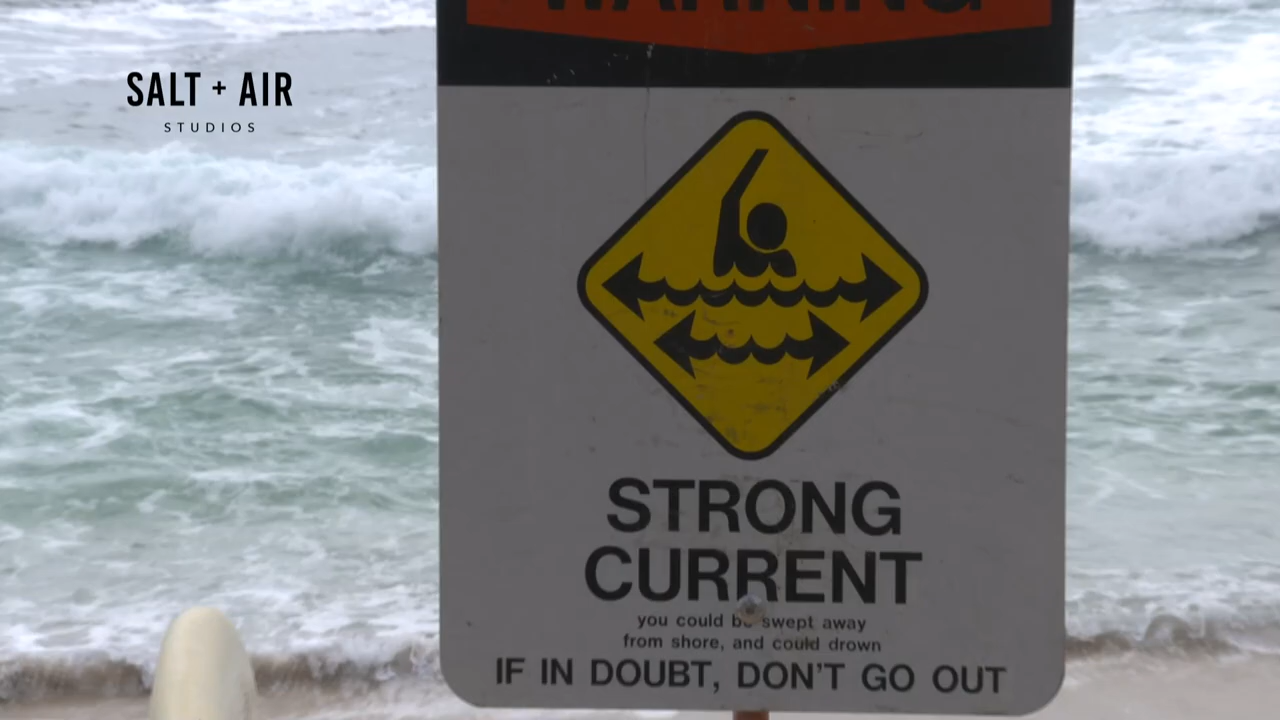 WARNING
SALT + AIR
STUDIOS
STRONG
CURRENT
you could be swept away
from shore, and could drown
IF IN DOUBT, DON'T GO OUT